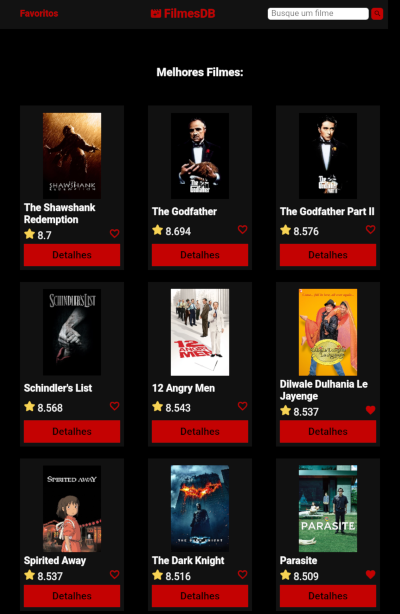 Favoritos
FilmesDB
Busque um filme
Melhores Filmes:
THE
SHAWSHANK
The Shawshank
Redemption
8.7
Detalhes
The
Godfather
The Godfather
8.694
Detalhes
The
Godfather
The Godfather Part II
8.576
Detalhes
SCHINDLER'S LIST
Schindler's List
8.568
Detalhes
12
ANGRY
MEN
12 Angry Men
8.543
Detalhes
Dilwale Dulhania Le
Jayenge
8.537
Detalhes
SPIRITED AWAY
Spirited Away
8.537
Detalhes
THE DARK KNIGHT
The Dark Knight
8.516
Detalhes
PARASITE
Parasite
8.509
Detalhes